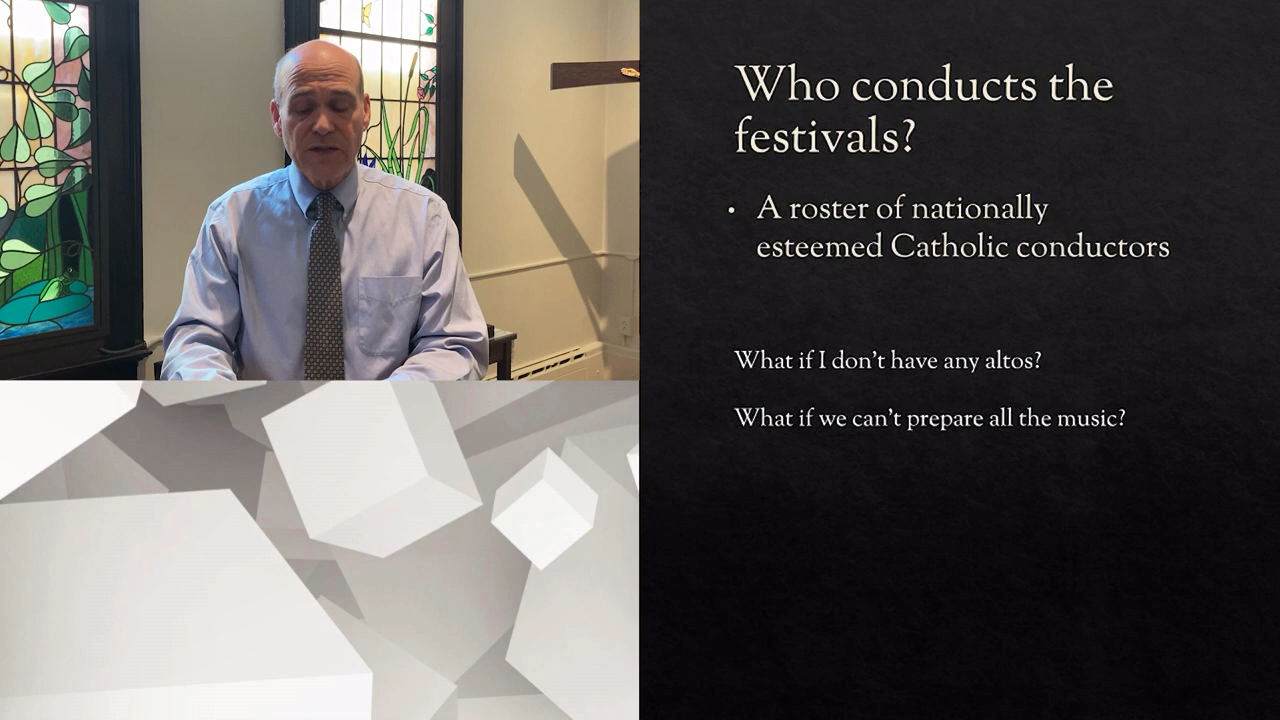 Who conducts the
festivals?
• A roster of nationally
esteemed Catholic conductors
What if I don't have any altos?
What if we can't prepare all the music?